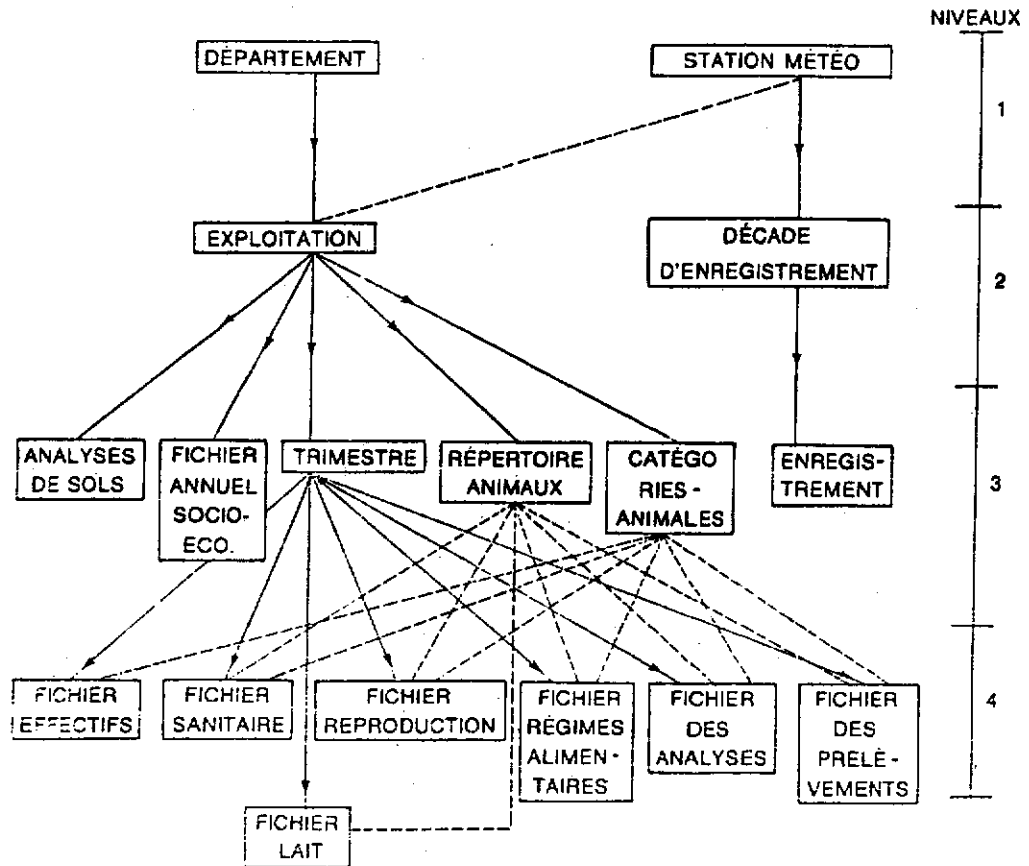 NIVEAUX
DÉPARTEMENT
STATION MÉTÉO
1
EXPLOITATION
DÉCADE
D'ENREGISTREMENT
2
ANALYSES
DE SOLS
FICHIER
ANNUEL
SOCIO-
ECO.
TRIMESTRE
RÉPERTOIRE
ANIMAUX
CATÉGO
RIES -
ANIMALES
ENREGIS-
TREMENT
3
FICHIER
EFFECTIFS
FICHIER
SANITAIRE
FICHIER
REPRODUCTION
FICHIER
RÉGIMES
ALIMEN-
TAIRES
FICHIER
DES
ANALYSES
FICHIER
DES
PRELÈ-
VEMENTS
4
FICHIER
LAIT